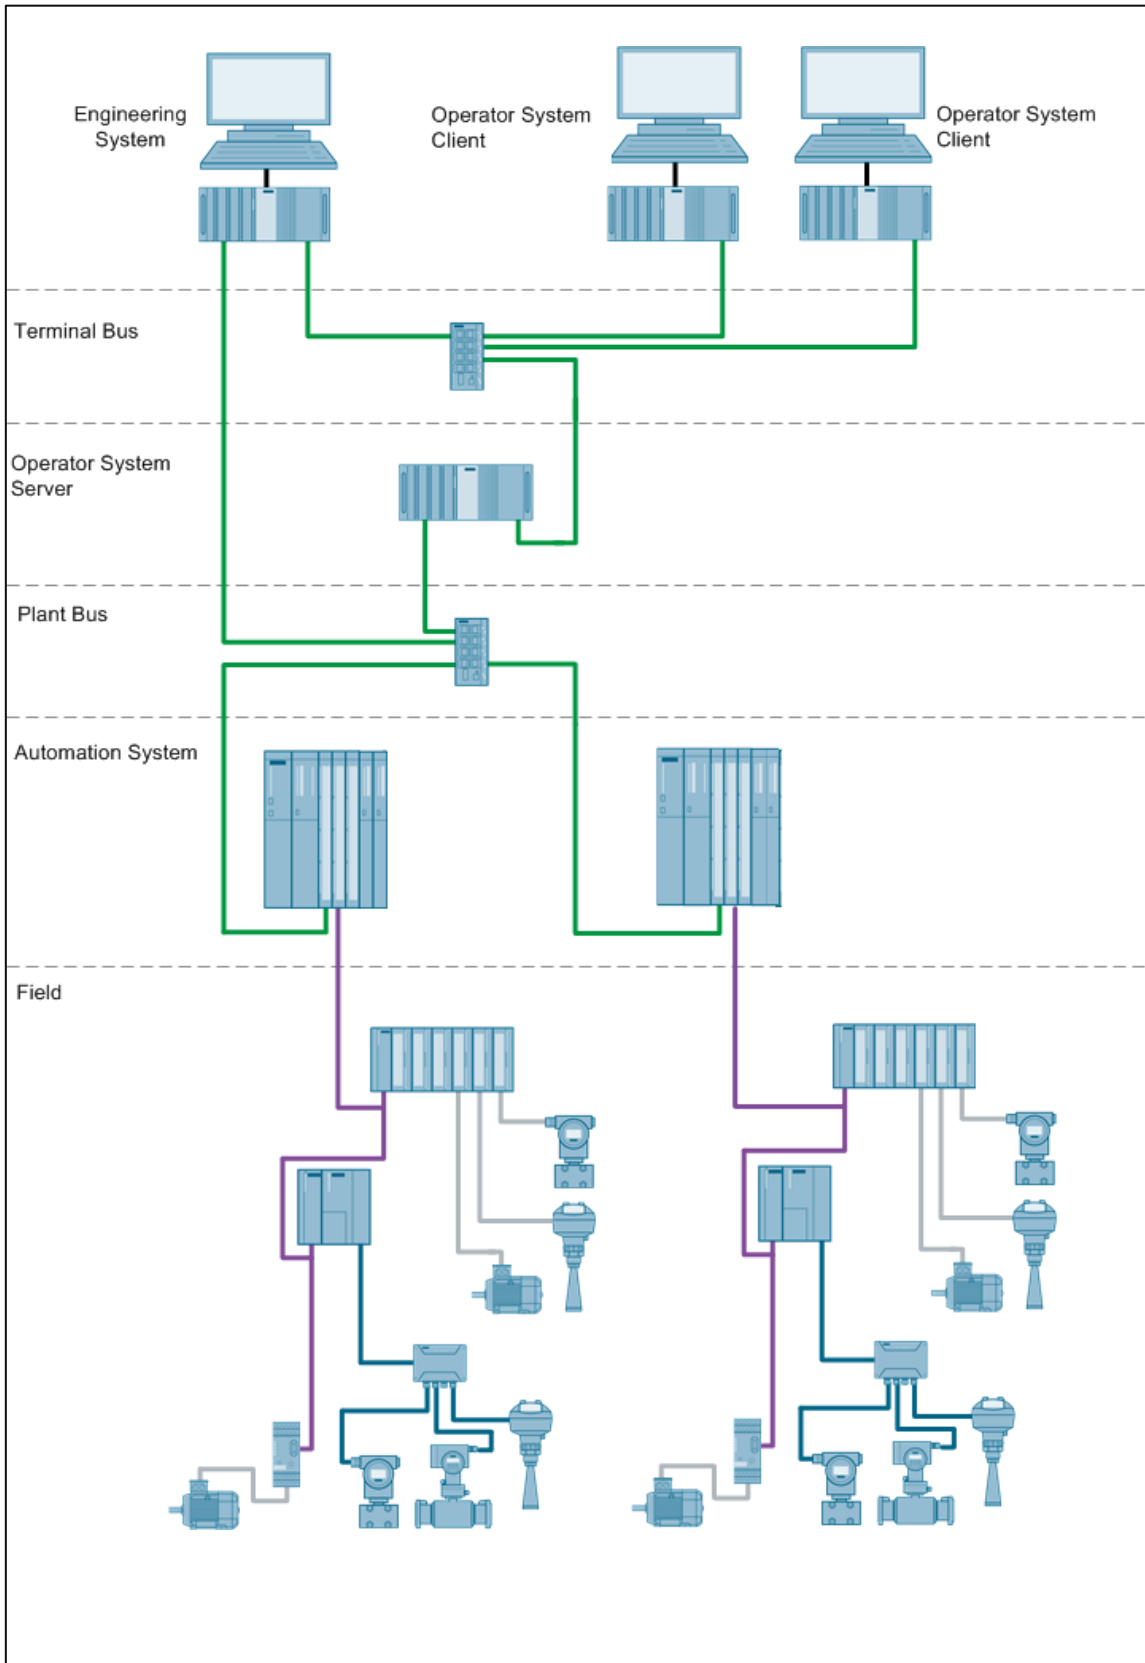 Engineering
System
Operator System
Client
Operator System
Client
Terminal Bus
Operator System
Server
Plant Bus
Automation System
Field